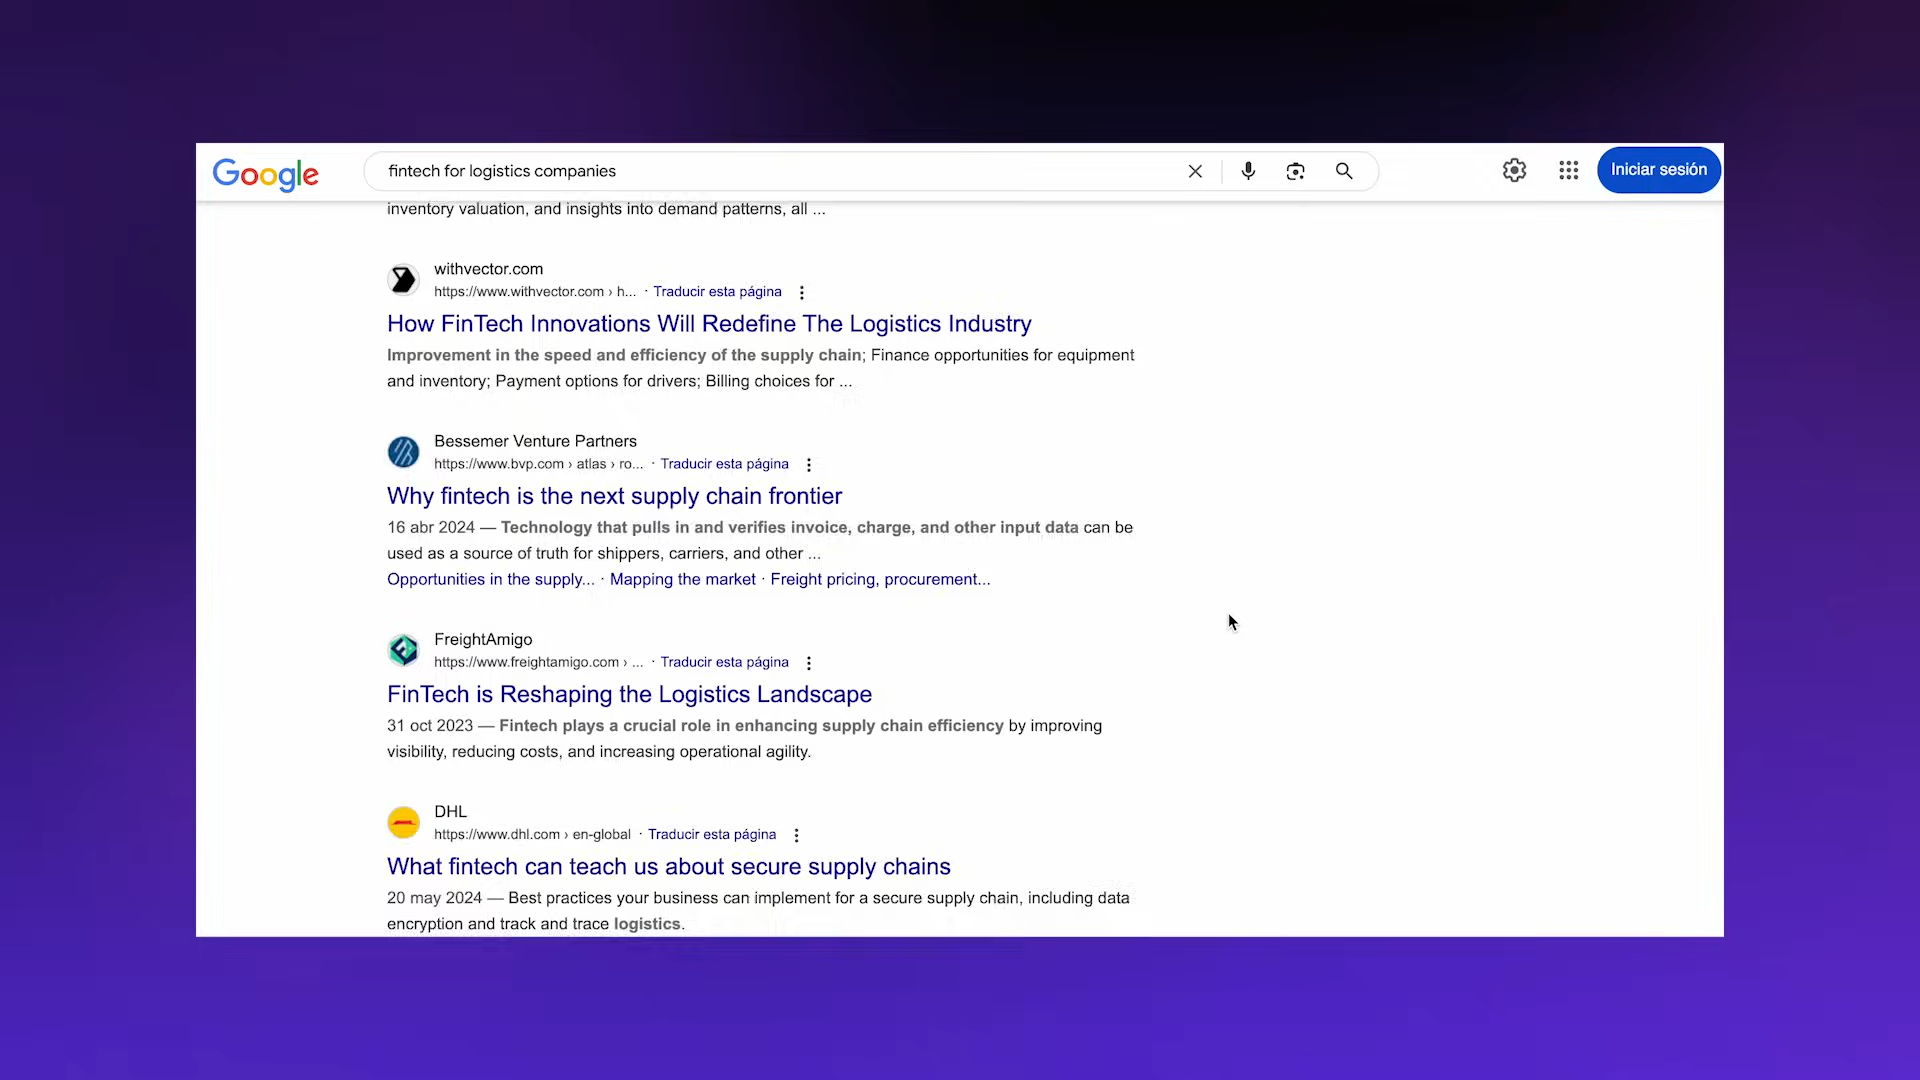 Google
fintech for logistics companies
Iniciar sesión
inventory valuation, and insights into demand patterns, all ...
withvector.com
https://www.withvector.com › h... · Traducir esta página
How FinTech Innovations Will Redefine The Logistics Industry
Improvement in the speed and efficiency of the supply chain; Finance opportunities for equipment
and inventory; Payment options for drivers; Billing choices for ...
Bessemer Venture Partners
https://www.bvp.com › atlas › ro... · Traducir esta página
Why fintech is the next supply chain frontier
16 abr 2024 — Technology that pulls in and verifies invoice, charge, and other input data can be
used as a source of truth for shippers, carriers, and other ...
Opportunities in the supply... · Mapping the market · Freight pricing, procurement...
FreightAmigo
https://www.freightamigo.com › ... · Traducir esta página
FinTech is Reshaping the Logistics Landscape
31 oct 2023 — Fintech plays a crucial role in enhancing supply chain efficiency by improving
visibility, reducing costs, and increasing operational agility.
DHL
https://www.dhl.com › en-global · Traducir esta página
What fintech can teach us about secure supply chains
20 may 2024 — Best practices your business can implement for a secure supply chain, including data
encryption and track and trace logistics.